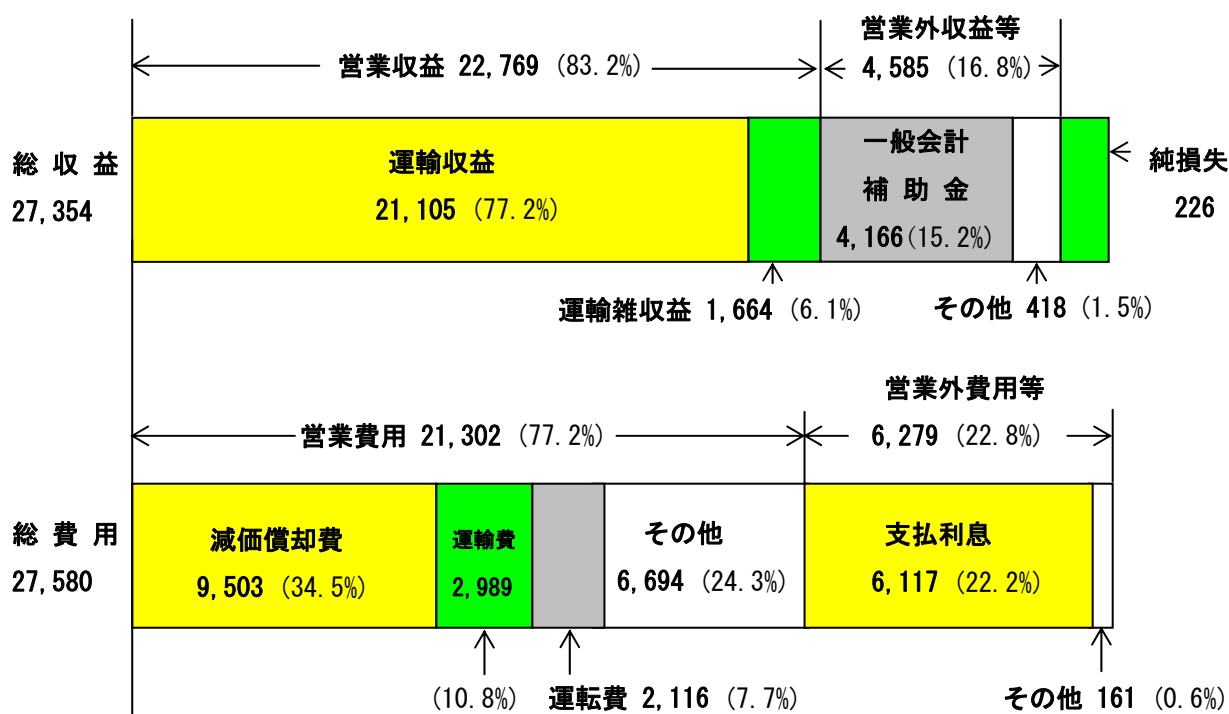 営業外収益等
営業収益 22,769 (83.2%)
4,585 (16.8%)
総収益
27,354
運輸収益
21,105 (77.2%)
一般会計
補助金
4,166(15.2%)
純損失
226
運輸雑収益 1,664 (6.1%)
その他 418 (1.5%)
営業外費用等
営業費用 21,302 (77.2%)
6,279 (22.8%)
総費用
27,580
減価償却費
9,503 (34.5%)
運輸費
2,989
その他
6,694 (24.3%)
支払利息
6,117 (22.2%)
(10.8%)
運転費 2,116 (7.7%)
その他 161 (0.6%)